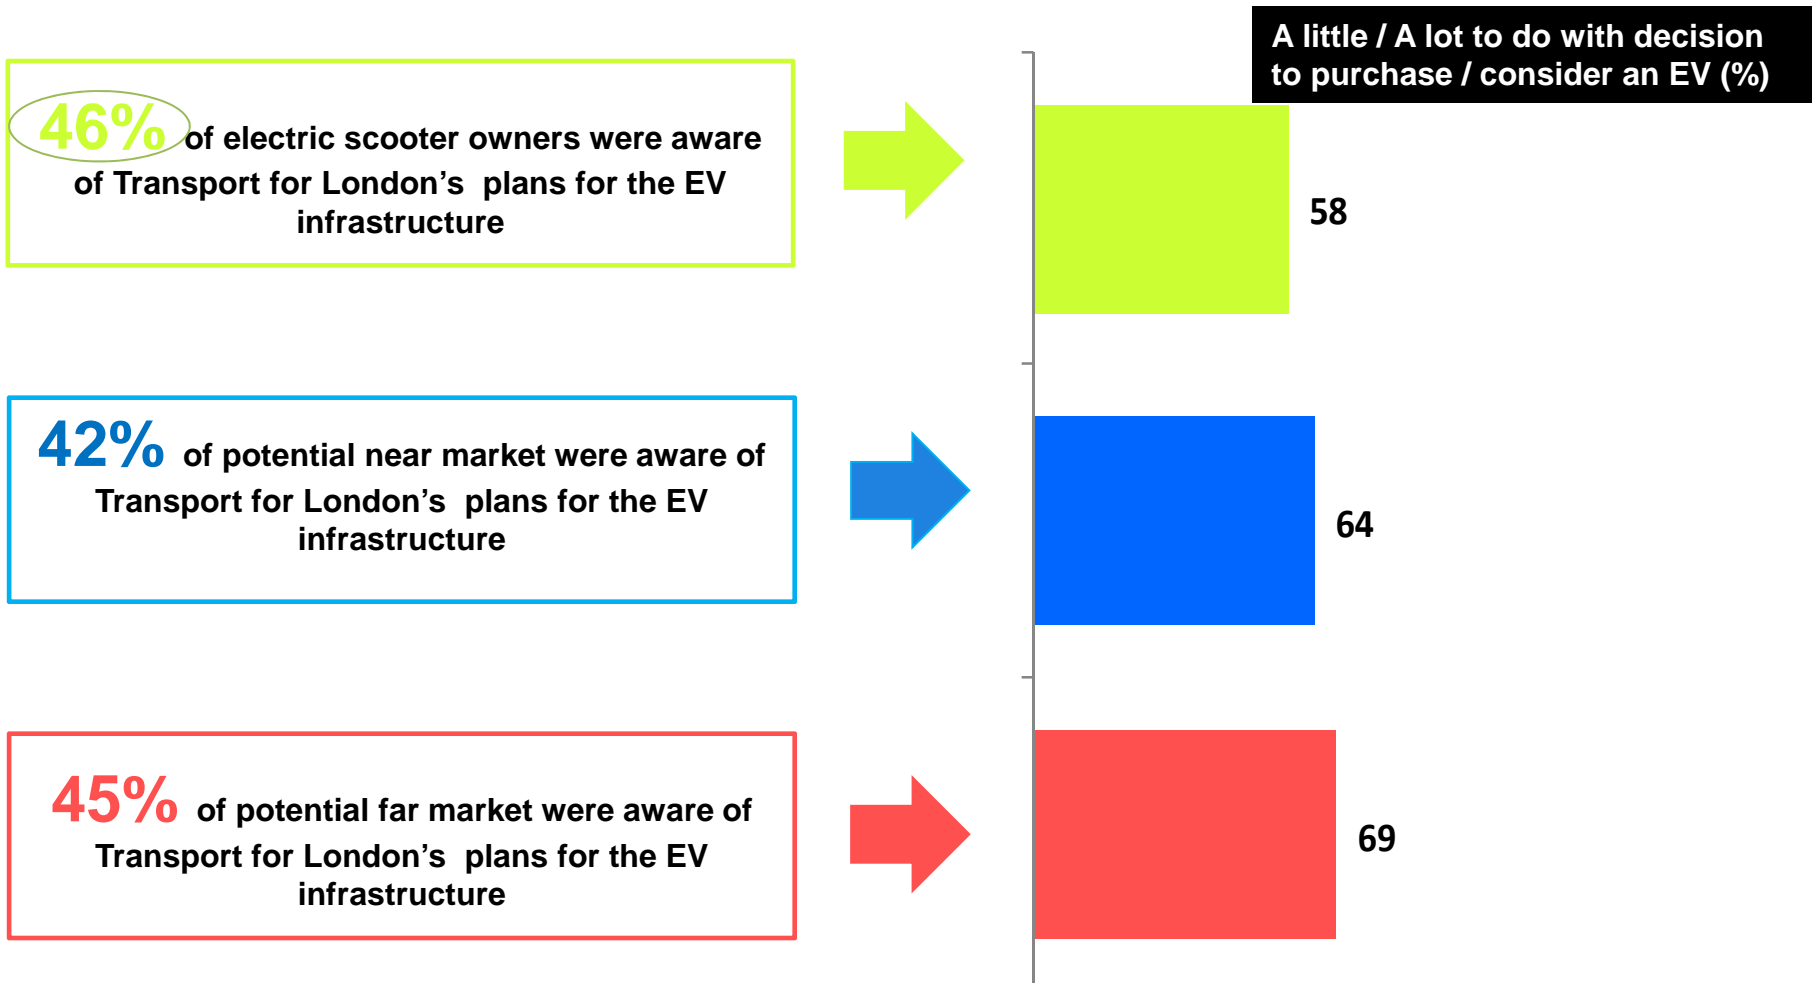 A little / A lot to do with decision
to purchase / consider an EV (%)
46% of electric scooter owners were aware
of Transport for London’s plans for the EV
infrastructure
58
42% of potential near market were aware of
Transport for London’s plans for the EV
infrastructure
64
45% of potential far market were aware of
Transport for London’s plans for the EV
infrastructure
69